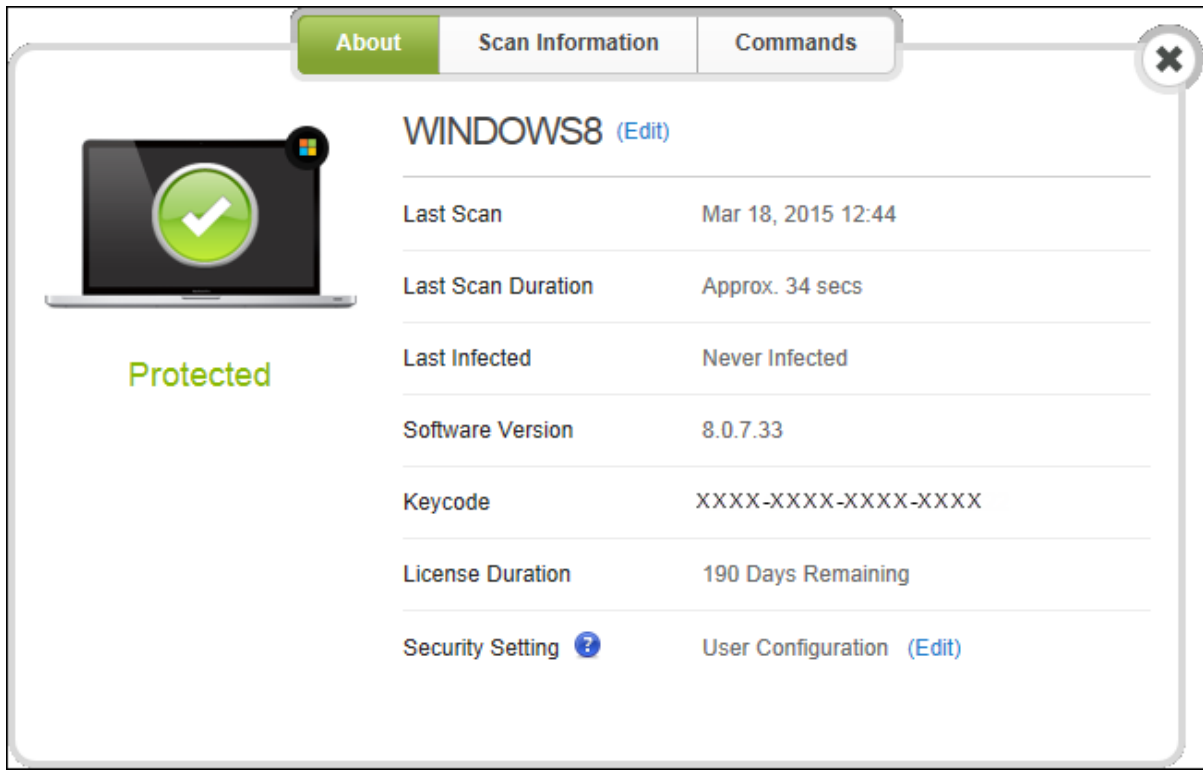 About Scan Information Commands
WINDOWS8 (Edit)
Last Scan Mar 18, 2015 12:44
Last Scan Duration Approx. 34 secs
Protected
Last Infected Never Infected
Software Version 8.0.7.33
Keycode XXXX-XXXX-XXXX-XXXX
License Duration 190 Days Remaining
Security Setting ? User Configuration (Edit)